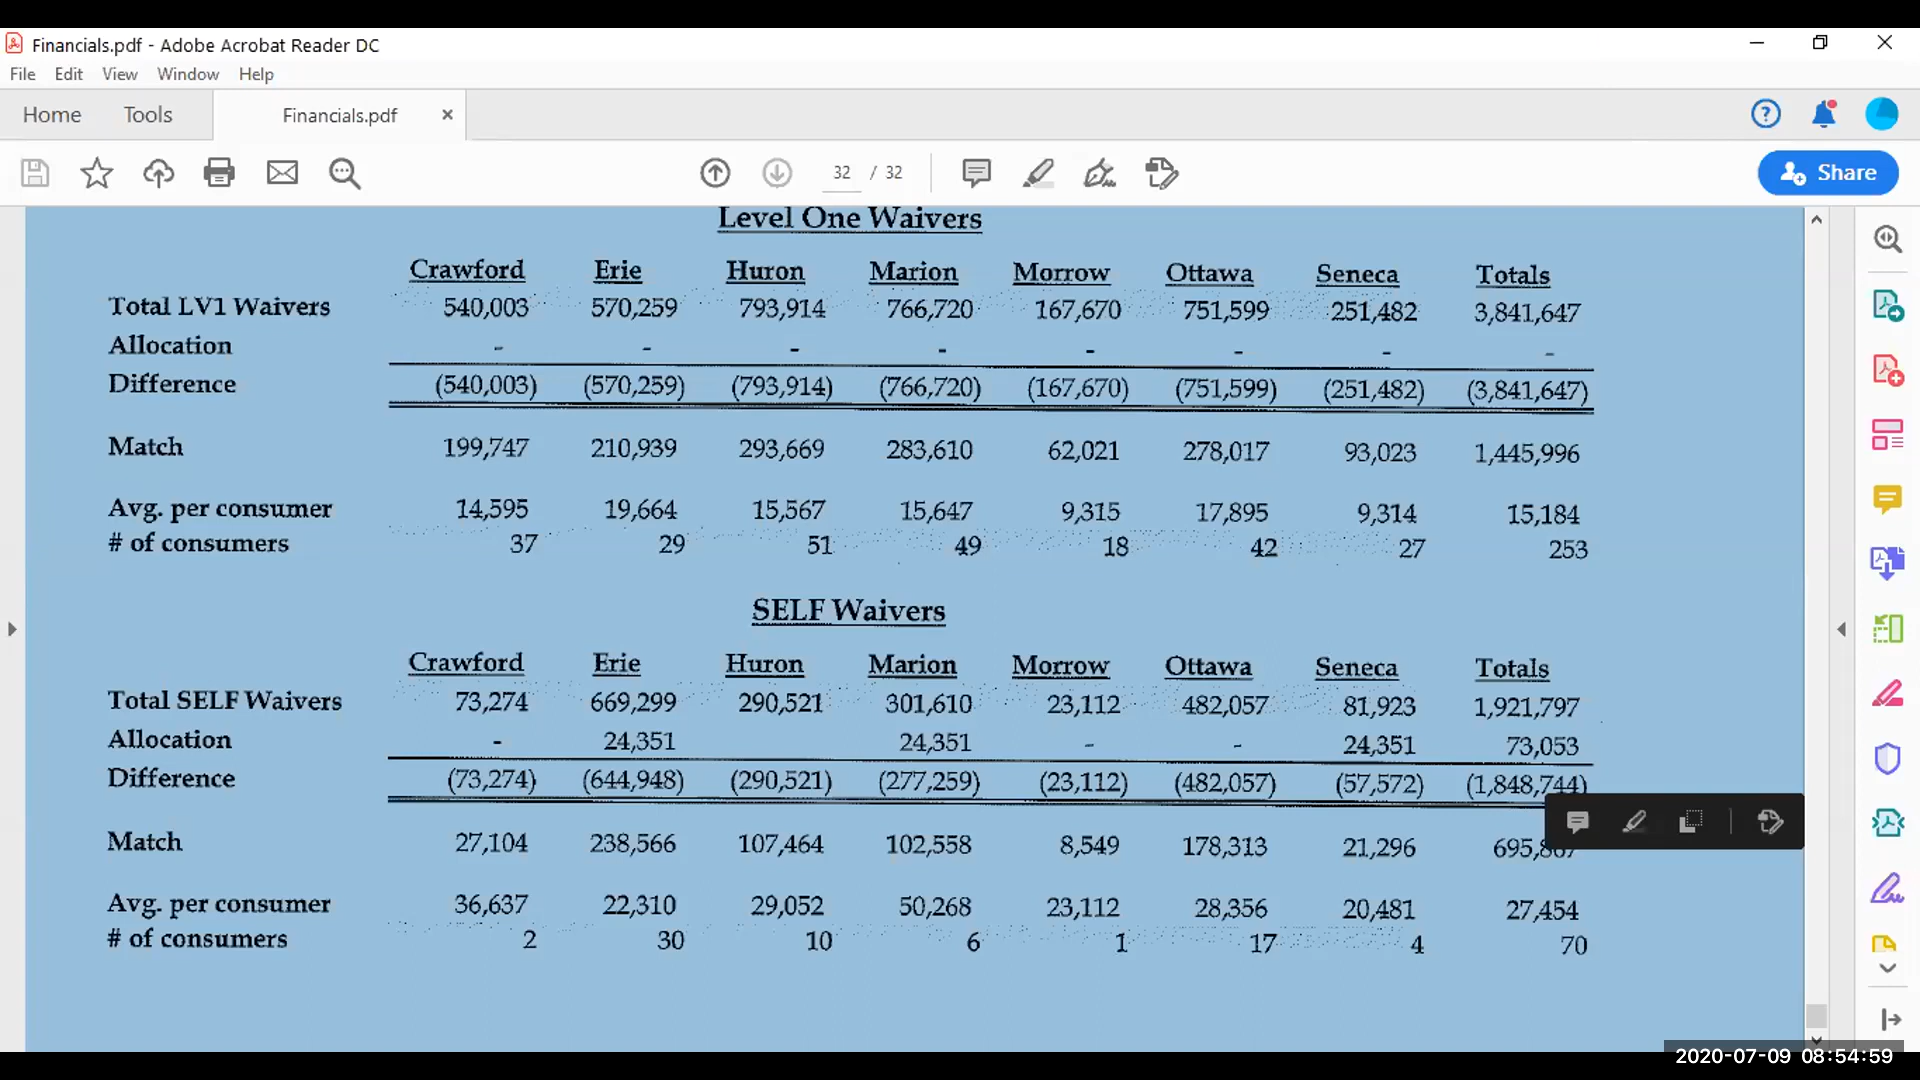 Financials.pdf - Adobe Acrobat Reader DC
File Edit View Window Help
Home Tools Financials.pdf ×
32 / 32 Share
Level One Waivers
Crawford Erie Huron Marion Morrow Ottawa Seneca Totals
Total LV1 Waivers 540,003 570,259 793,914 766,720 167,670 751,599 251,482 3,841,647
Allocation - - - - - - - -
Difference (540,003) (570,259) (793,914) (766,720) (167,670) (751,599) (251,482) (3,841,647)
Match 199,747 210,939 293,669 283,610 62,021 278,017 93,023 1,445,996
Avg. per consumer 14,595 19,664 15,567 15,647 9,315 17,895 9,314 15,184
# of consumers 37 29 51 49 18 42 27 253
SELF Waivers
Crawford Erie Huron Marion Morrow Ottawa Seneca Totals
Total SELF Waivers 73,274 669,299 290,521 301,610 23,112 482,057 81,923 1,921,797
Allocation - 24,351 24,351 - - 24,351 73,053
Difference (73,274) (644,948) (290,521) (277,259) (23,112) (482,057) (57,572) (1,848,744)
Match 27,104 238,566 107,464 102,558 8,549 178,313 21,296
Avg. per consumer 36,637 22,310 29,052 50,268 23,112 28,356 20,481 27,454
# of consumers 2 30 10 6 1 17 4 70
2020-07-09 08:54:59